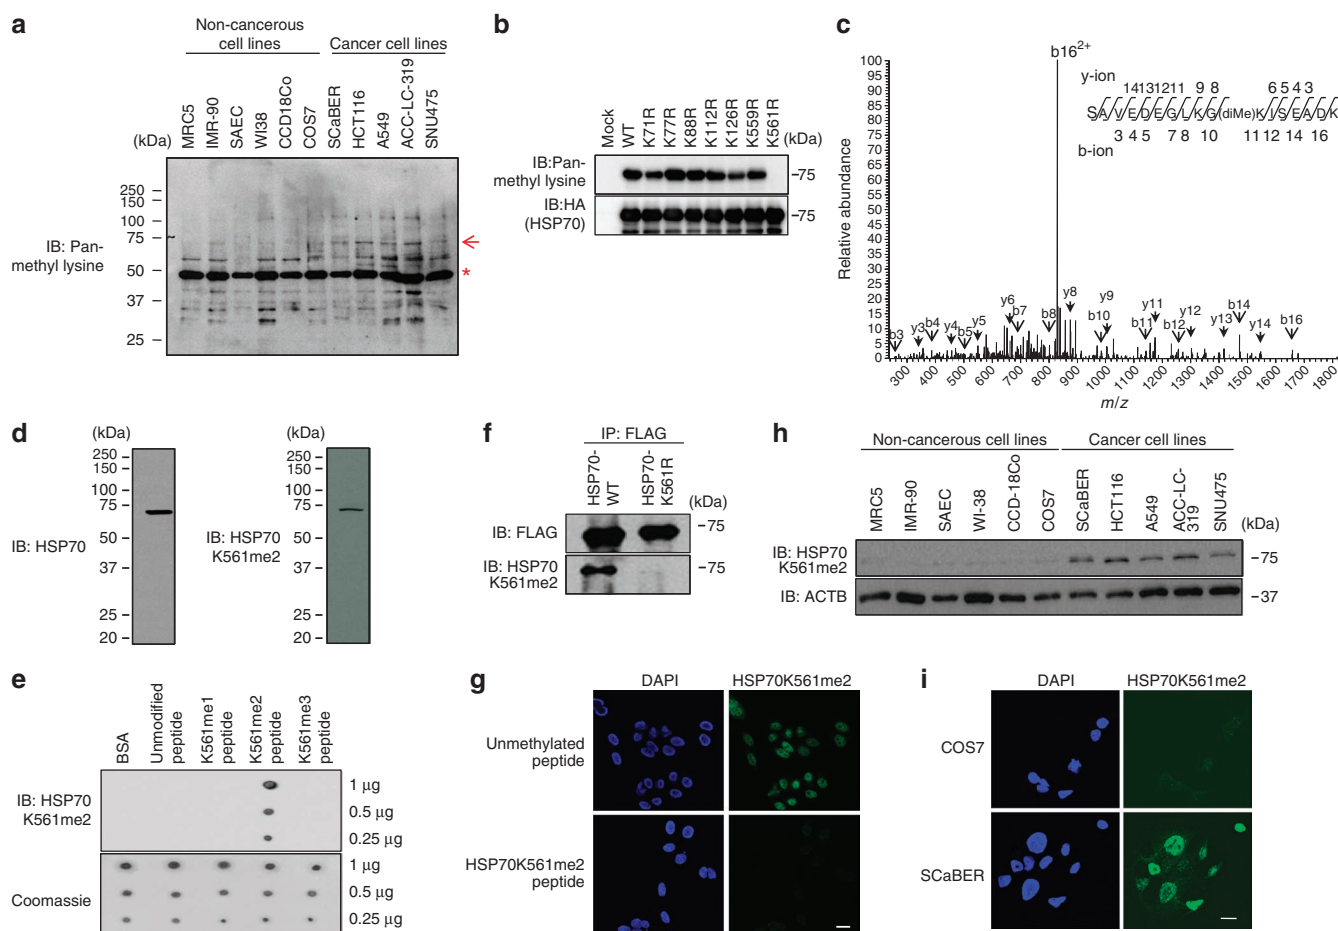 a
Non-cancerous
cell lines
Cancer cell lines
MRC5
IMR-90
SAEC
WI38
CCD18Co
COS7
SCaBER
HCT116
A549
ACC-LC-319
SNU475
(kDa)
250
150
100
75
50
37
25
IB: Pan-
methyl lysine
*
b
Mock
WT
K71R
K77R
K88R
K112R
K126R
K559R
K561R
(kDa)
IB:Pan-
methyl lysine
-75
IB:HA
(HSP70)
-75
c
b16²⁺
Relative abundance
100
95
90
85
80
75
70
65
60
55
50
45
40
35
30
25
20
15
10
5
0
y-ion
14 13 12 11 9 8 6 5 4 3
SAVEDEGLKG(diMe)KISEADK
3 4 5 7 8 10 11 12 14 16
b-ion
b3
y3
b4
y4
b5
y5
y6
b7
b8
y8
b10
y9
b11
y11
b12
y12
y13
b14
y14
b16
300 400 500 600 700 800 900 1000 1100 1200 1300 1400 1500 1600 1700 1800
m/z
d
(kDa)
250
150
100
75
50
37
25
20
IB: HSP70
(kDa)
250
150
100
75
50
37
25
20
IB: HSP70
K561me2
e
BSA
Unmodified
peptide
K561me1
peptide
K561me2
peptide
K561me3
peptide
IB: HSP70
K561me2
1 µg
0.5 µg
0.25 µg
Coomassie
1 µg
0.5 µg
0.25 µg
f
IP: FLAG
HSP70-
WT
HSP70-
K561R
(kDa)
IB: FLAG
-75
IB: HSP70
K561me2
-75
g
DAPI
HSP70K561me2
Unmethylated
peptide
HSP70K561me2
peptide
h
Non-cancerous cell lines
Cancer cell lines
MRC5
IMR-90
SAEC
WI-38
CCD-18Co
COS7
SCaBER
HCT116
A549
ACC-LC-
319
SNU475
(kDa)
IB: HSP70
K561me2
-75
IB: ACTB
-37
i
DAPI
HSP70K561me2
COS7
SCaBER